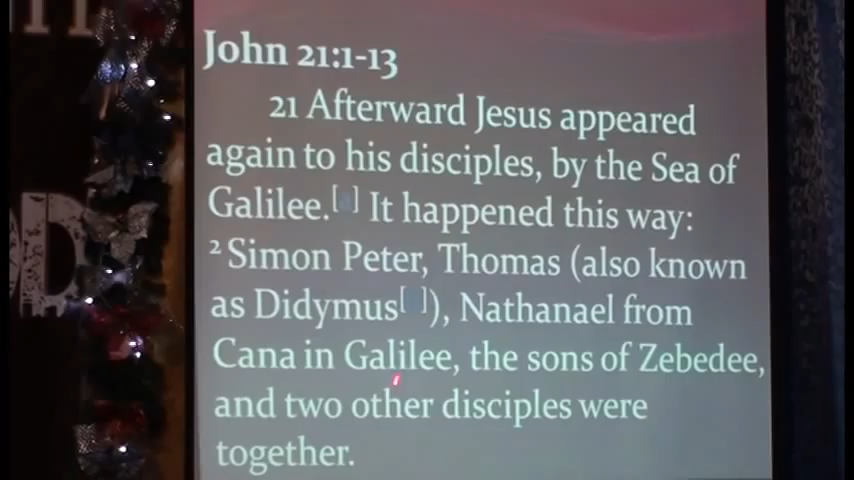 John 21:1-13
21 Afterward Jesus appeared
again to his disciples, by the Sea of
Galilee.[ ] It happened this way:
2 Simon Peter, Thomas (also known
as Didymus[ ]), Nathanael from
Cana in Galilee, the sons of Zebedee,
and two other disciples were
together.